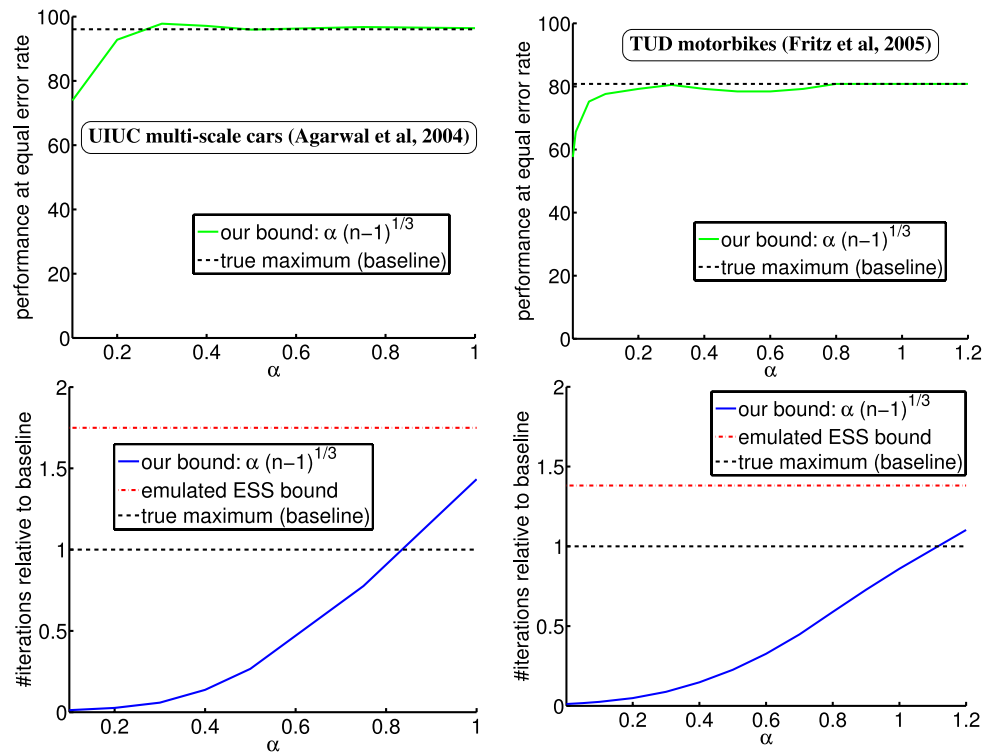 performance at equal error rate
100
80
60
40
20
0
0.2
0.4
0.6
0.8
1
α
UIUC multi-scale cars (Agarwal et al, 2004)
our bound: α (n−1)^1/3
true maximum (baseline)
performance at equal error rate
100
80
60
40
20
0
0.2
0.4
0.6
0.8
1
1.2
α
TUD motorbikes (Fritz et al, 2005)
our bound: α (n−1)^1/3
true maximum (baseline)
#iterations relative to baseline
2
1.5
1
0.5
0
0.2
0.4
0.6
0.8
1
α
our bound: α (n−1)^1/3
emulated ESS bound
true maximum (baseline)
#iterations relative to baseline
2
1.5
1
0.5
0
0.2
0.4
0.6
0.8
1
1.2
α
our bound: α (n−1)^1/3
emulated ESS bound
true maximum (baseline)